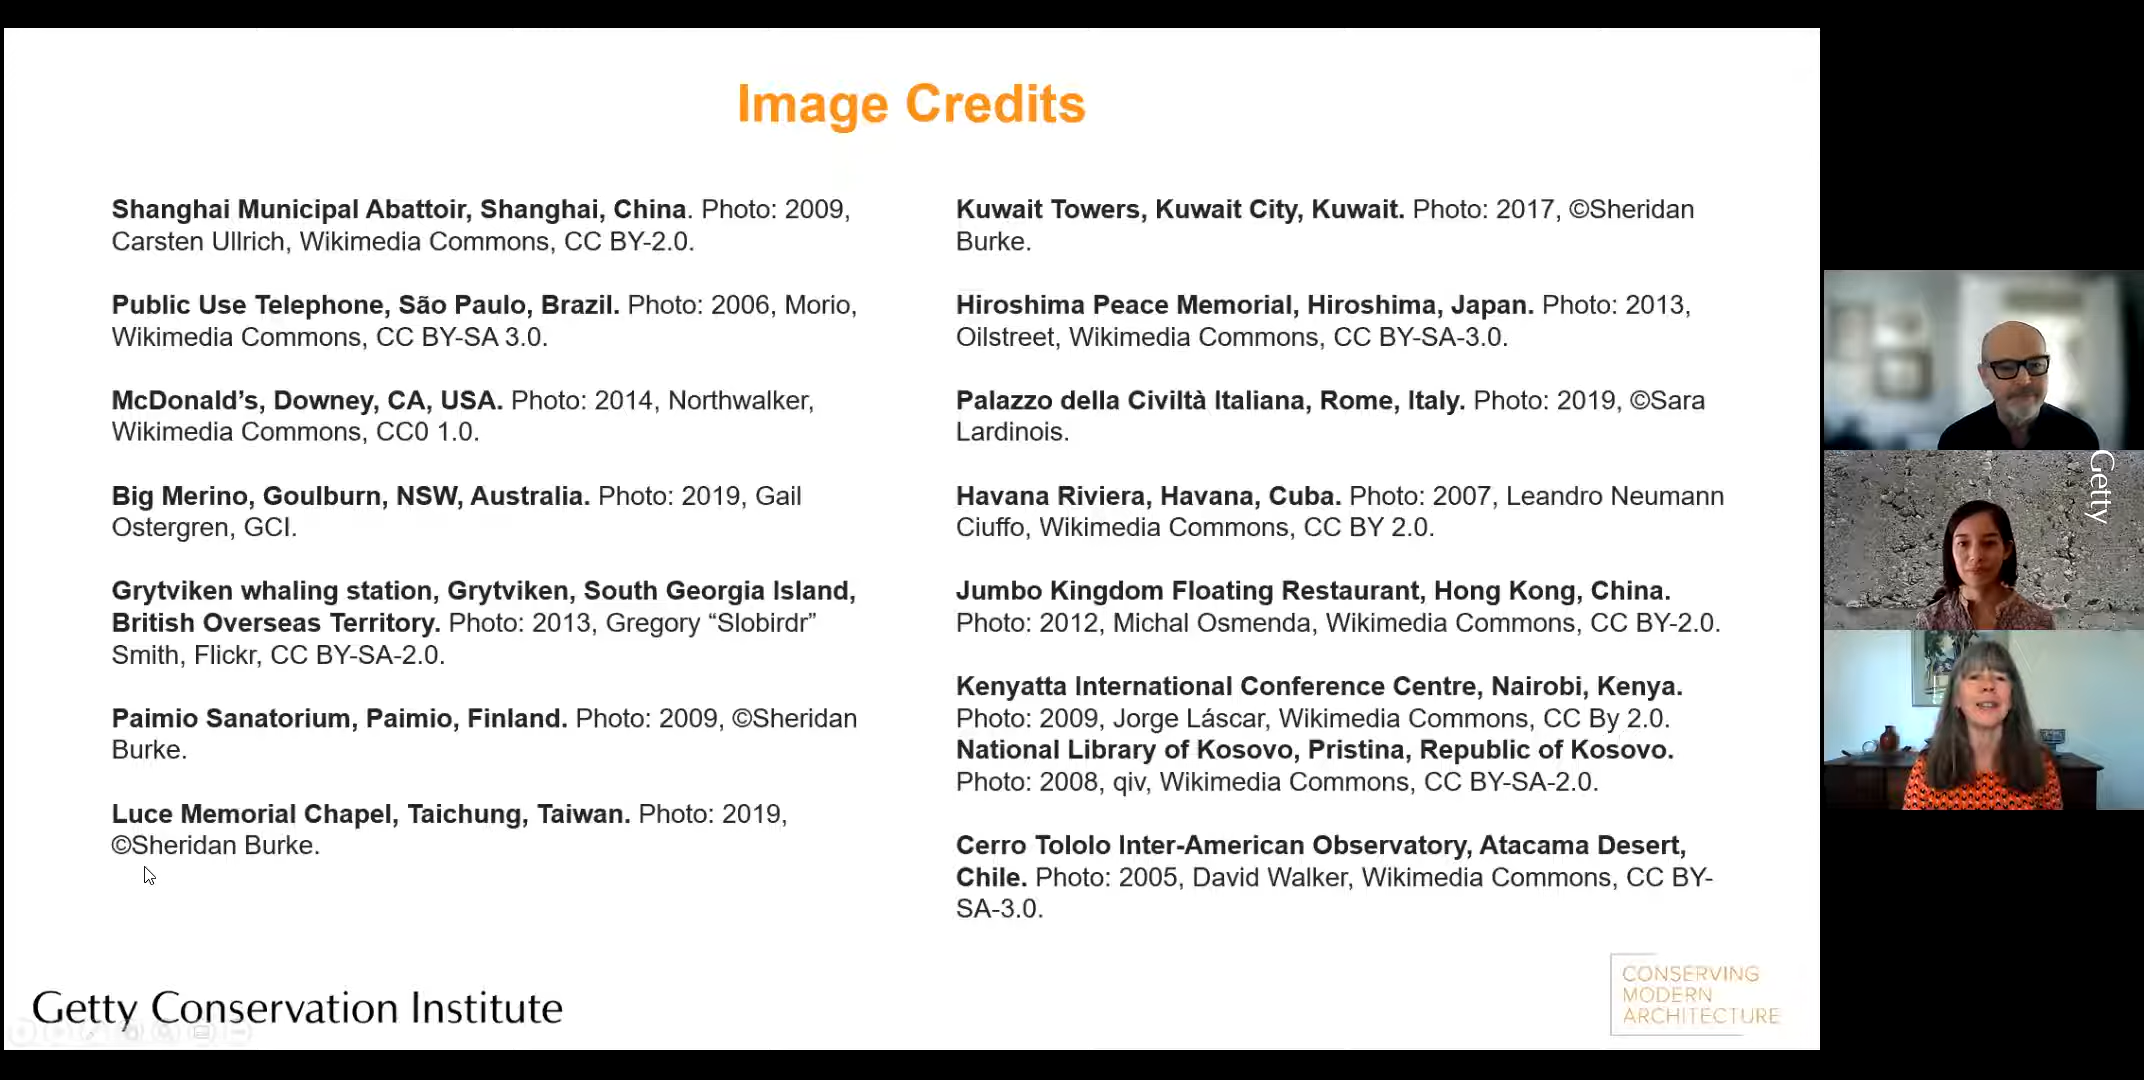 Image Credits
Shanghai Municipal Abattoir, Shanghai, China. Photo: 2009,
Carsten Ullrich, Wikimedia Commons, CC BY-2.0.
Public Use Telephone, São Paulo, Brazil. Photo: 2006, Morio,
Wikimedia Commons, CC BY-SA 3.0.
McDonald’s, Downey, CA, USA. Photo: 2014, Northwalker,
Wikimedia Commons, CC0 1.0.
Big Merino, Goulburn, NSW, Australia. Photo: 2019, Gail
Ostergren, GCI.
Grytviken whaling station, Grytviken, South Georgia Island,
British Overseas Territory. Photo: 2013, Gregory “Slobirdr”
Smith, Flickr, CC BY-SA-2.0.
Paimio Sanatorium, Paimio, Finland. Photo: 2009, ©Sheridan
Burke.
Luce Memorial Chapel, Taichung, Taiwan. Photo: 2019,
©Sheridan Burke.
Kuwait Towers, Kuwait City, Kuwait. Photo: 2017, ©Sheridan
Burke.
Hiroshima Peace Memorial, Hiroshima, Japan. Photo: 2013,
Oilstreet, Wikimedia Commons, CC BY-SA-3.0.
Palazzo della Civiltà Italiana, Rome, Italy. Photo: 2019, ©Sara
Lardinois.
Havana Riviera, Havana, Cuba. Photo: 2007, Leandro Neumann
Ciuffo, Wikimedia Commons, CC BY 2.0.
Jumbo Kingdom Floating Restaurant, Hong Kong, China.
Photo: 2012, Michal Osmenda, Wikimedia Commons, CC BY-2.0.
Kenyatta International Conference Centre, Nairobi, Kenya.
Photo: 2009, Jorge Láscar, Wikimedia Commons, CC By 2.0.
National Library of Kosovo, Pristina, Republic of Kosovo.
Photo: 2008, qiv, Wikimedia Commons, CC BY-SA-2.0.
Cerro Tololo Inter-American Observatory, Atacama Desert,
Chile. Photo: 2005, David Walker, Wikimedia Commons, CC BY-
SA-3.0.
Getty Conservation Institute
CONSERVING
MODERN
ARCHITECTURE
Getty